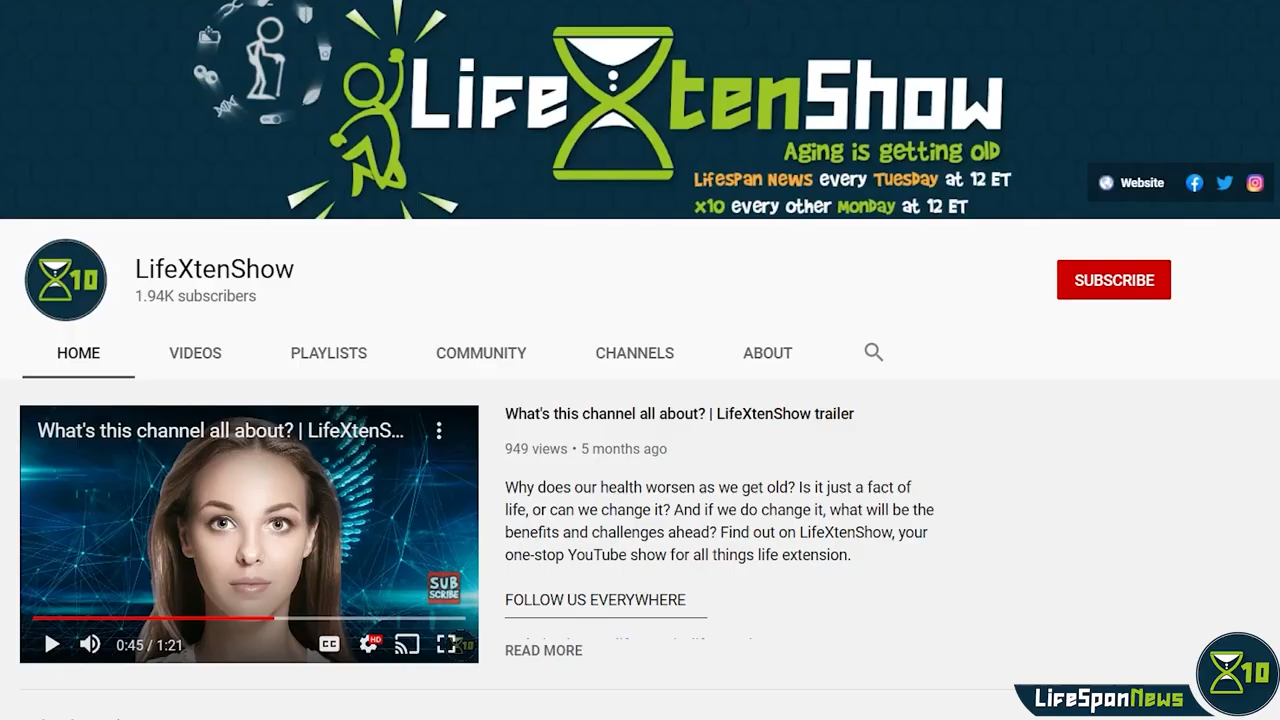 LifeXtenShow
Aging is getting old
LifeSpan News every Tuesday at 12 ET
x10 every other Monday at 12 ET
Website
10
LifeXtenShow
1.94K subscribers
SUBSCRIBE
HOME VIDEOS PLAYLISTS COMMUNITY CHANNELS ABOUT
What's this channel all about? | LifeXtenS...
SUB
SCRIBE
0:45 / 1:21
CC
HD
What's this channel all about? | LifeXtenShow trailer
949 views • 5 months ago
Why does our health worsen as we get old? Is it just a fact of
life, or can we change it? And if we do change it, what will be the
benefits and challenges ahead? Find out on LifeXtenShow, your
one-stop YouTube show for all things life extension.
FOLLOW US EVERYWHERE
READ MORE
LifeSpanNews
10